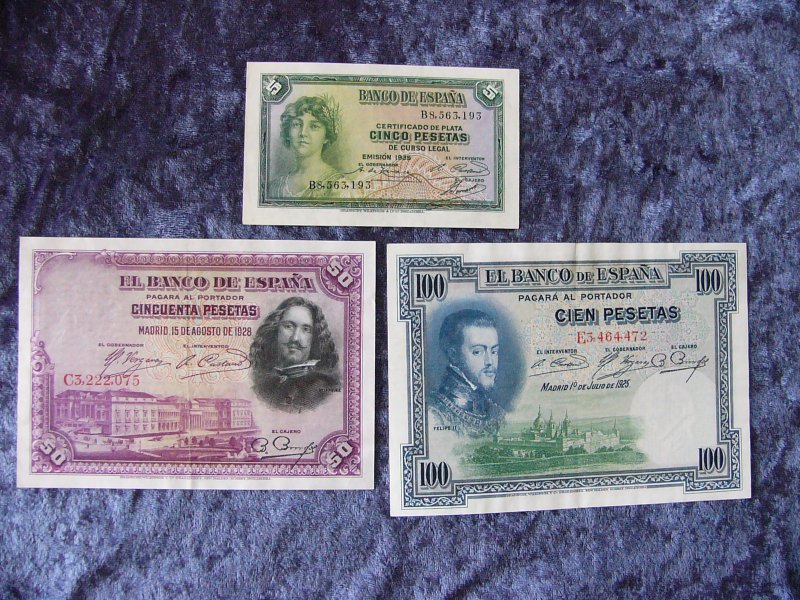 5
5
BANCO DE ESPAÑA
B8,563,193
CERTIFICADO DE PLATA
CINCO PESETAS
DE CURSO LEGAL
EMISIÓN 1935
EL INTERVENTOR
EL GOBERNADOR
EL CAJERO
B8,563,193
50
EL BANCO DE ESPAÑA
PAGARÁ AL PORTADOR
CINCUENTA PESETAS
MADRID 15 DE AGOSTO DE 1928
EL GOBERNADOR
EL INTERVENTOR
C3,222,075
EL CAJERO
50
50
100
EL BANCO DE ESPAÑA
100
PAGARÁ AL PORTADOR
CIEN PESETAS
E3,464,472
EL INTERVENTOR
EL GOBERNADOR
EL CAJERO
MADRID 1º DE JULIO DE 1925
FELIPE II
100
100